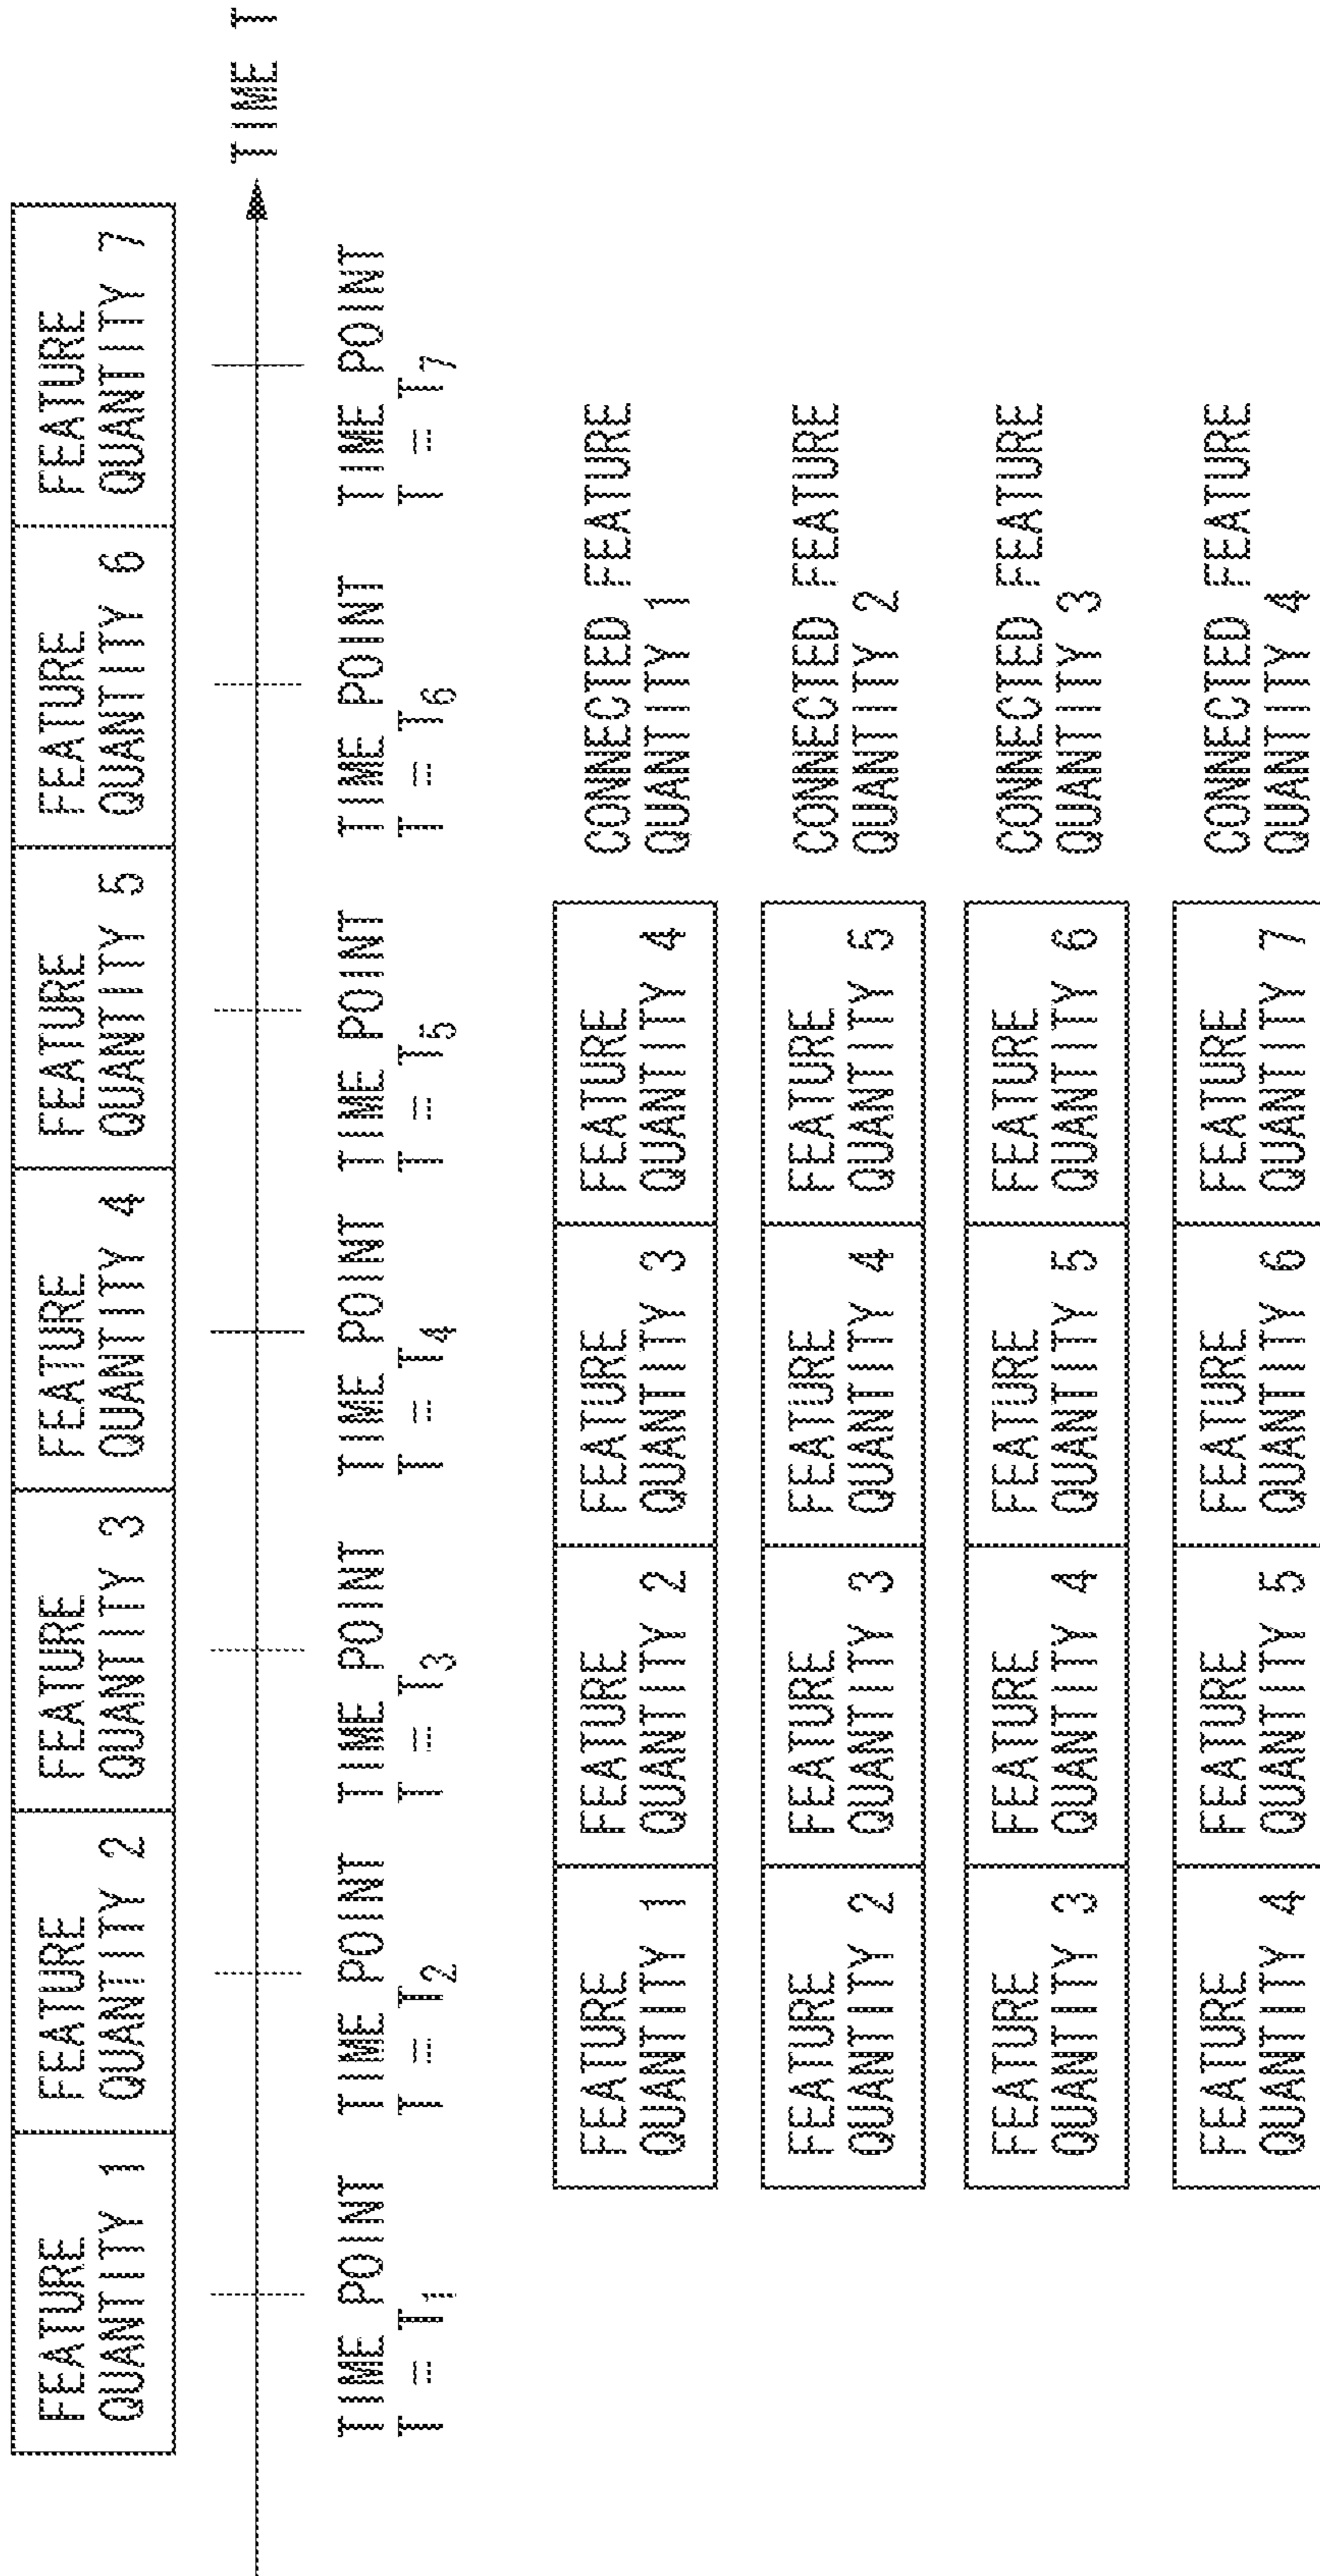 FEATURE
QUANTITY 1
FEATURE
QUANTITY 2
FEATURE
QUANTITY 3
FEATURE
QUANTITY 4
FEATURE
QUANTITY 5
FEATURE
QUANTITY 6
FEATURE
QUANTITY 7
TIME T
TIME POINT
T = T1
TIME POINT
T = T2
TIME POINT
T = T3
TIME POINT
T = T4
TIME POINT
T = T5
TIME POINT
T = T6
TIME POINT
T = T7
FEATURE
QUANTITY 1
FEATURE
QUANTITY 2
FEATURE
QUANTITY 3
FEATURE
QUANTITY 4
CONNECTED FEATURE
QUANTITY 1
FEATURE
QUANTITY 2
FEATURE
QUANTITY 3
FEATURE
QUANTITY 4
FEATURE
QUANTITY 5
CONNECTED FEATURE
QUANTITY 2
FEATURE
QUANTITY 3
FEATURE
QUANTITY 4
FEATURE
QUANTITY 5
FEATURE
QUANTITY 6
CONNECTED FEATURE
QUANTITY 3
FEATURE
QUANTITY 4
FEATURE
QUANTITY 5
FEATURE
QUANTITY 6
FEATURE
QUANTITY 7
CONNECTED FEATURE
QUANTITY 4